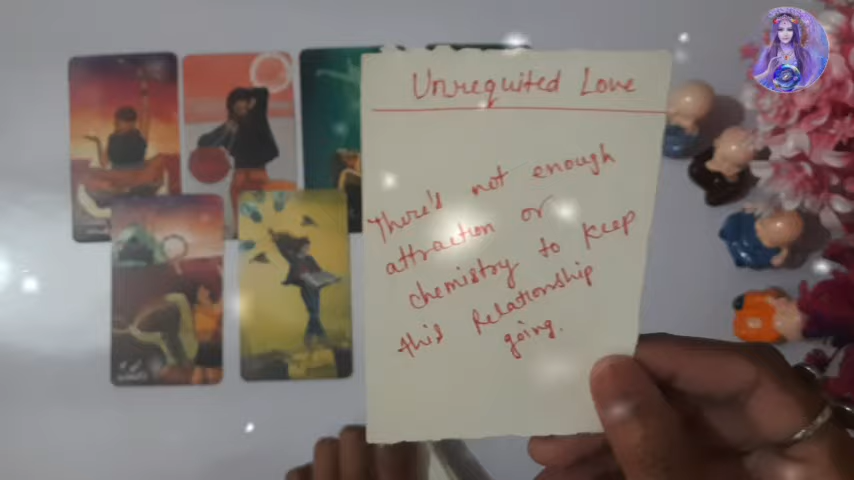 Unrequited Love
There's not enough
attraction or
chemistry to keep
this Relationship
going.